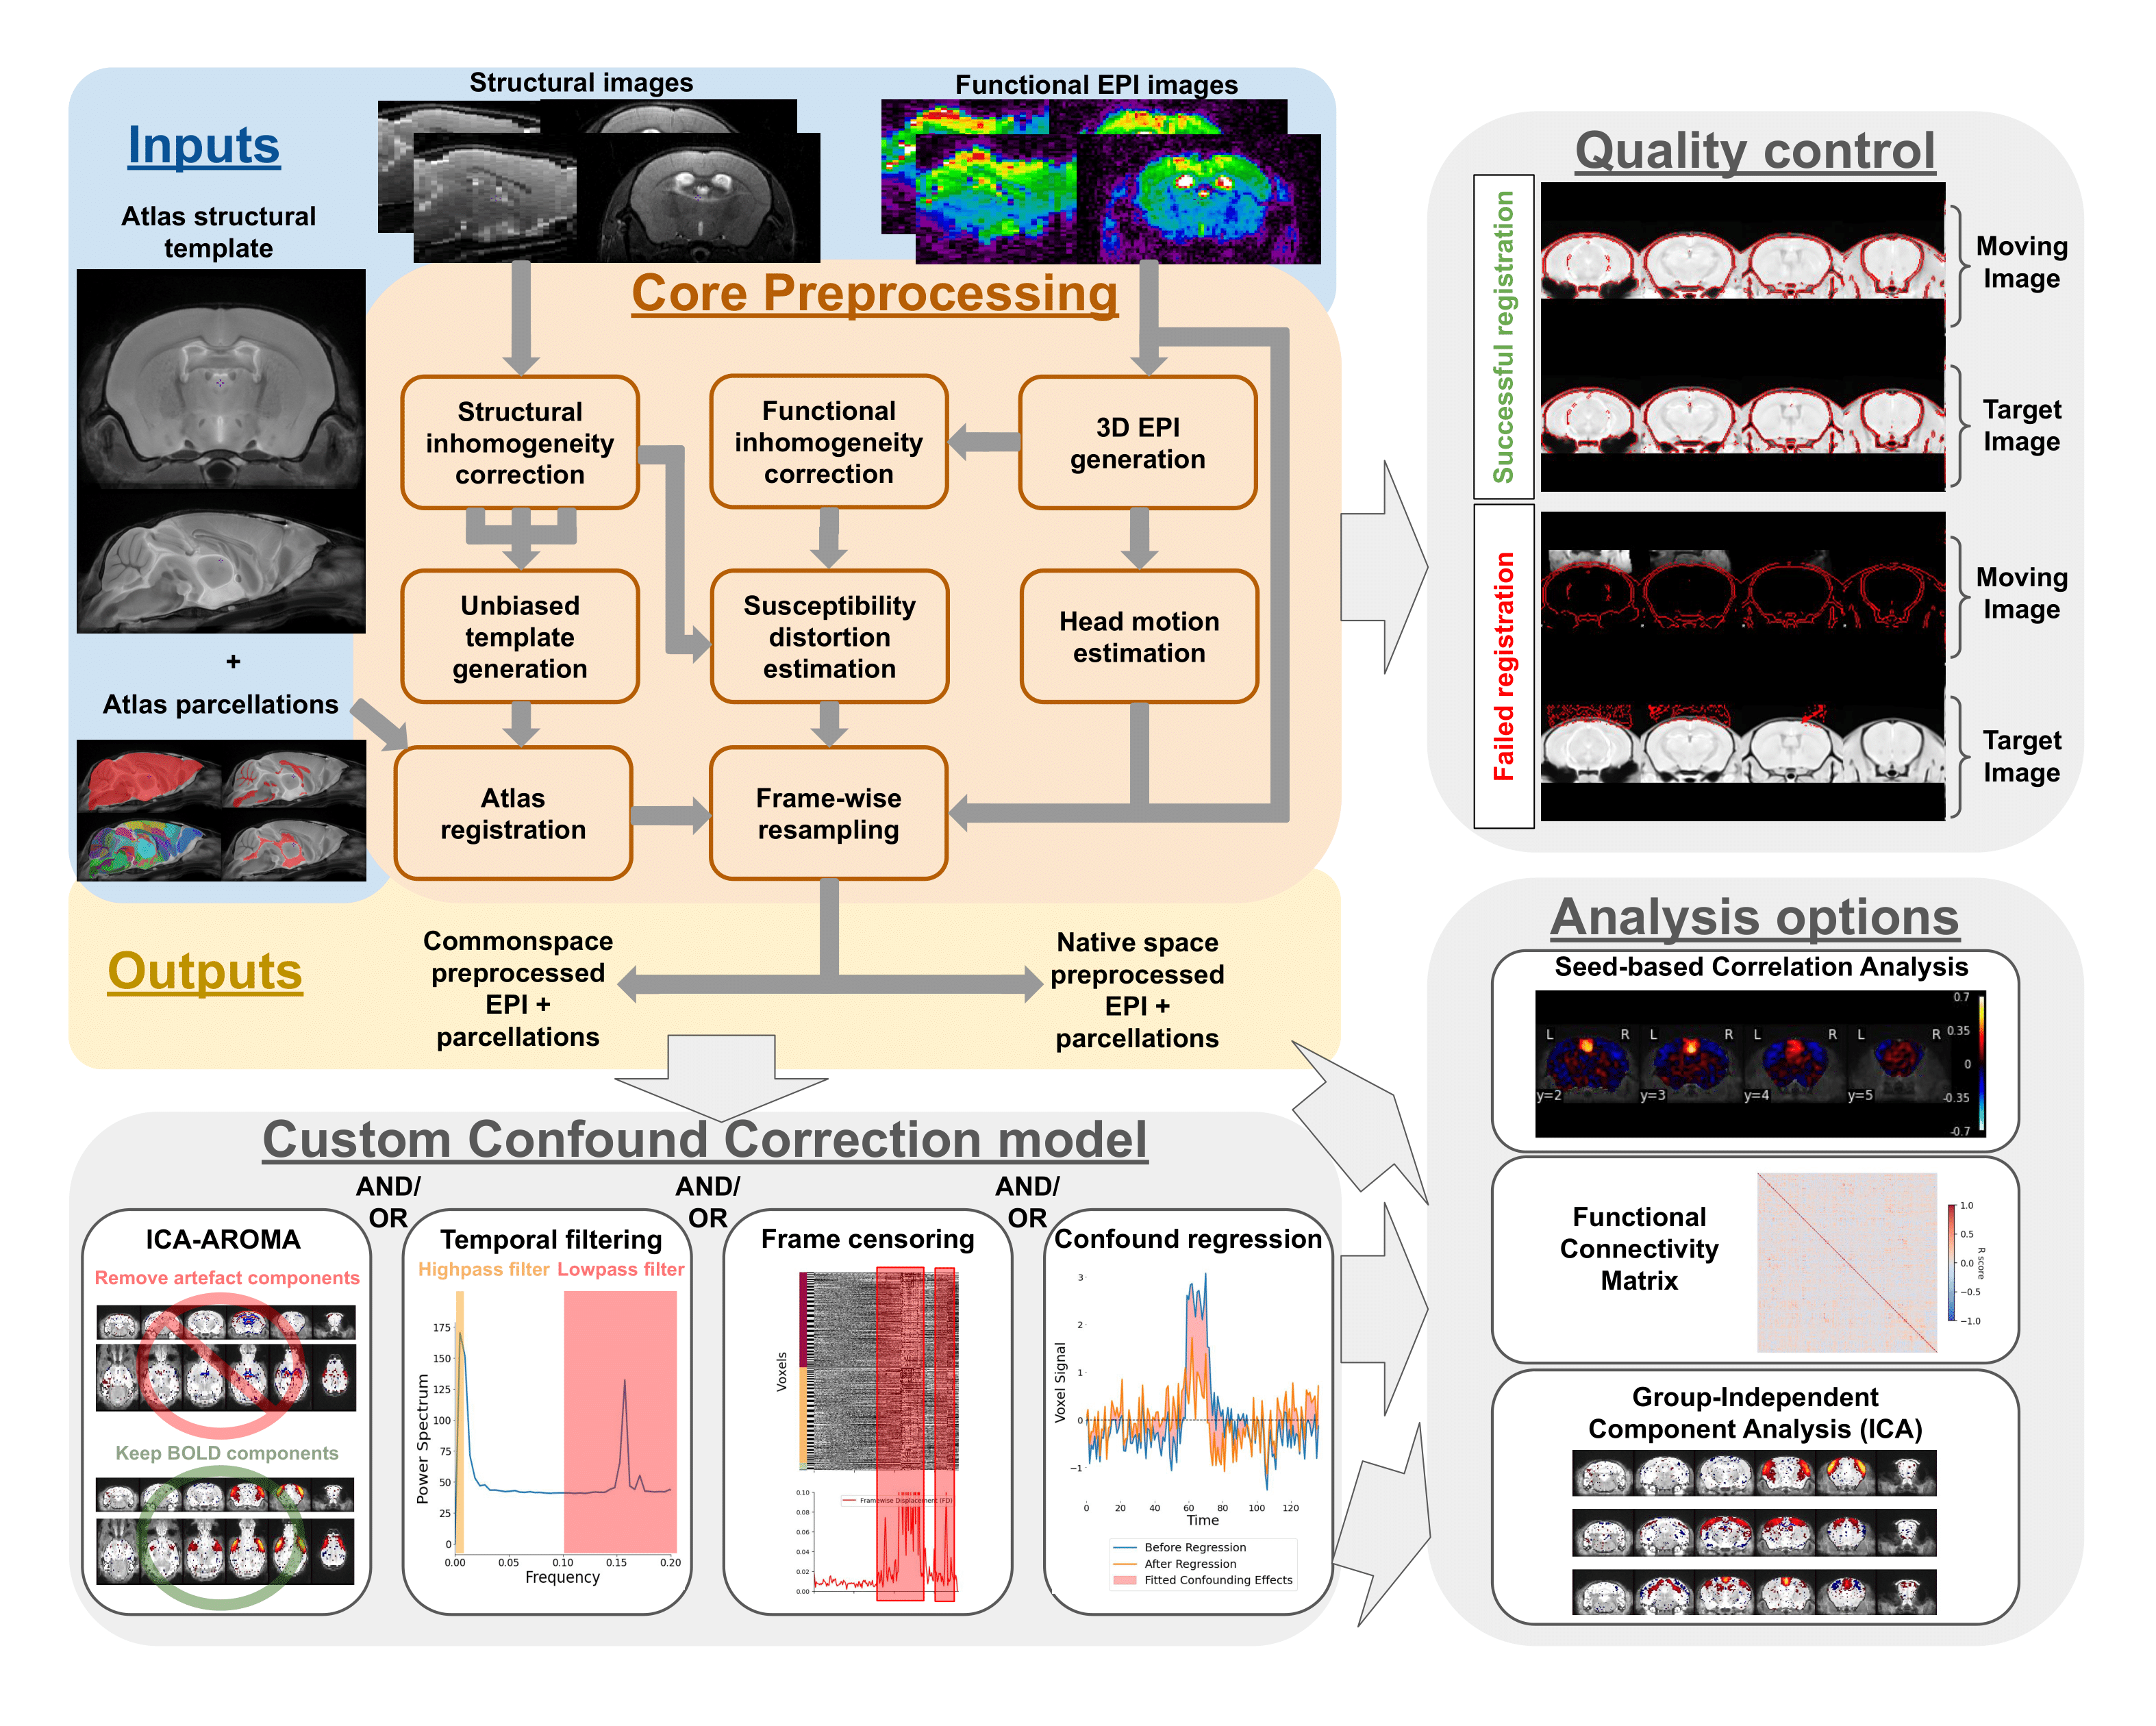 Structural images
Functional EPI images
Inputs
Atlas structural
template
+
Atlas parcellations
Core Preprocessing
Structural
inhomogeneity
correction
Functional
inhomogeneity
correction
3D EPI
generation
Unbiased
template
generation
Susceptibility
distortion
estimation
Head motion
estimation
Atlas
registration
Frame-wise
resampling
Outputs
Commonspace
preprocessed
EPI +
parcellations
Native space
preprocessed
EPI +
parcellations
Quality control
Successful registration
Moving
Image
Target
Image
Failed registration
Moving
Image
Target
Image
Custom Confound Correction model
AND/
OR
AND/
OR
AND/
OR
ICA-AROMA
Remove artefact components
Keep BOLD components
Temporal filtering
Highpass filter Lowpass filter
Power Spectrum
175
150
125
100
75
50
25
0
0.00 0.05 0.10 0.15 0.20
Frequency
Frame censoring
Voxels
Framewise Displacement (FD)
0.10
0.08
0.06
0.04
0.02
0.00
Confound regression
Voxel Signal
3
2
1
0
−1
0 20 40 60 80 100 120
Time
Before Regression
After Regression
Fitted Confounding Effects
Analysis options
Seed-based Correlation Analysis
L R L R L R L R
y=2 y=3 y=4 y=5
0.7
0.35
0
-0.35
-0.7
Functional
Connectivity
Matrix
1.0
0.5
0.0
−0.5
−1.0
R score
Group-Independent
Component Analysis (ICA)